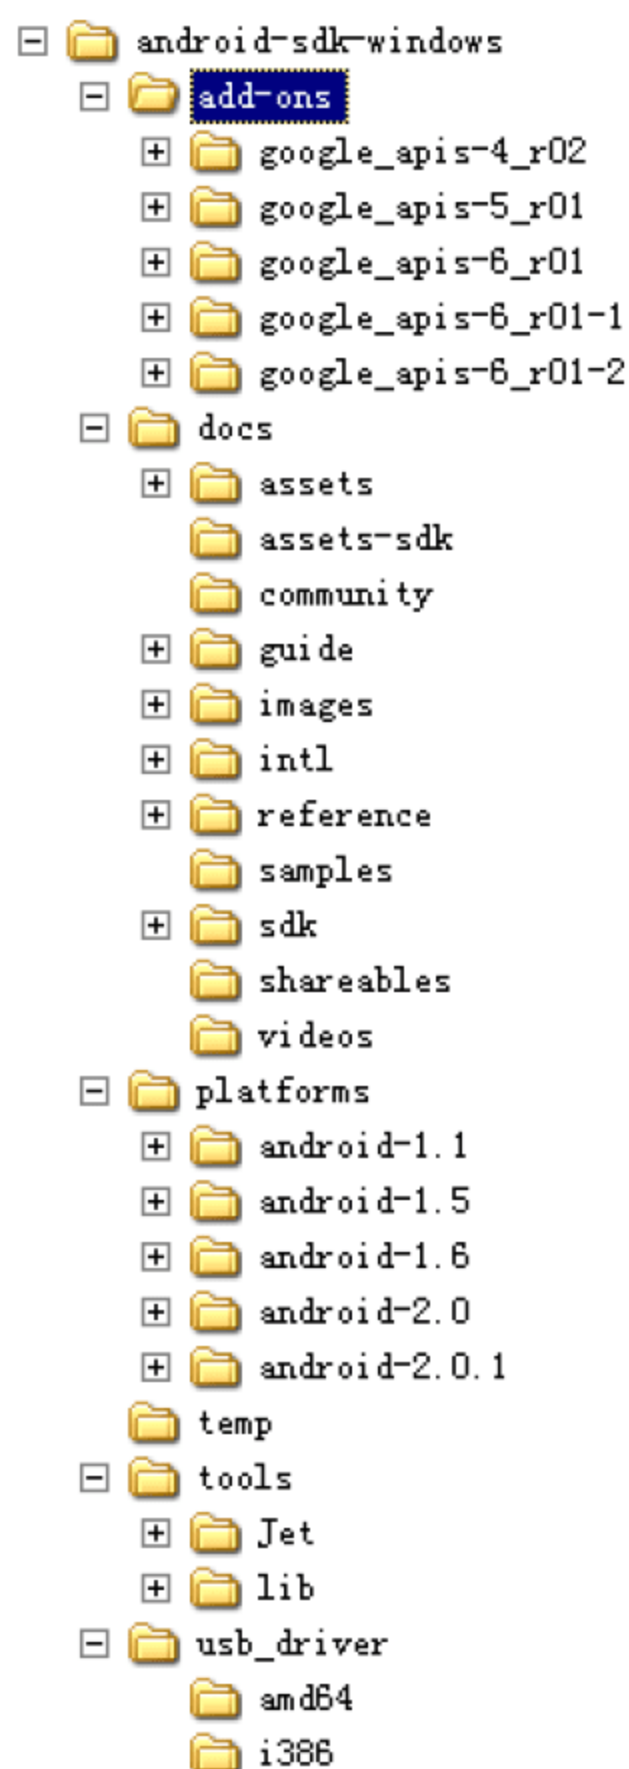 android-sdk-windows
add-ons
google_apis-4_r02
google_apis-5_r01
google_apis-6_r01
google_apis-6_r01-1
google_apis-6_r01-2
docs
assets
assets-sdk
community
guide
images
intl
reference
samples
sdk
shareables
videos
platforms
android-1.1
android-1.5
android-1.6
android-2.0
android-2.0.1
temp
tools
Jet
lib
usb_driver
amd64
i386